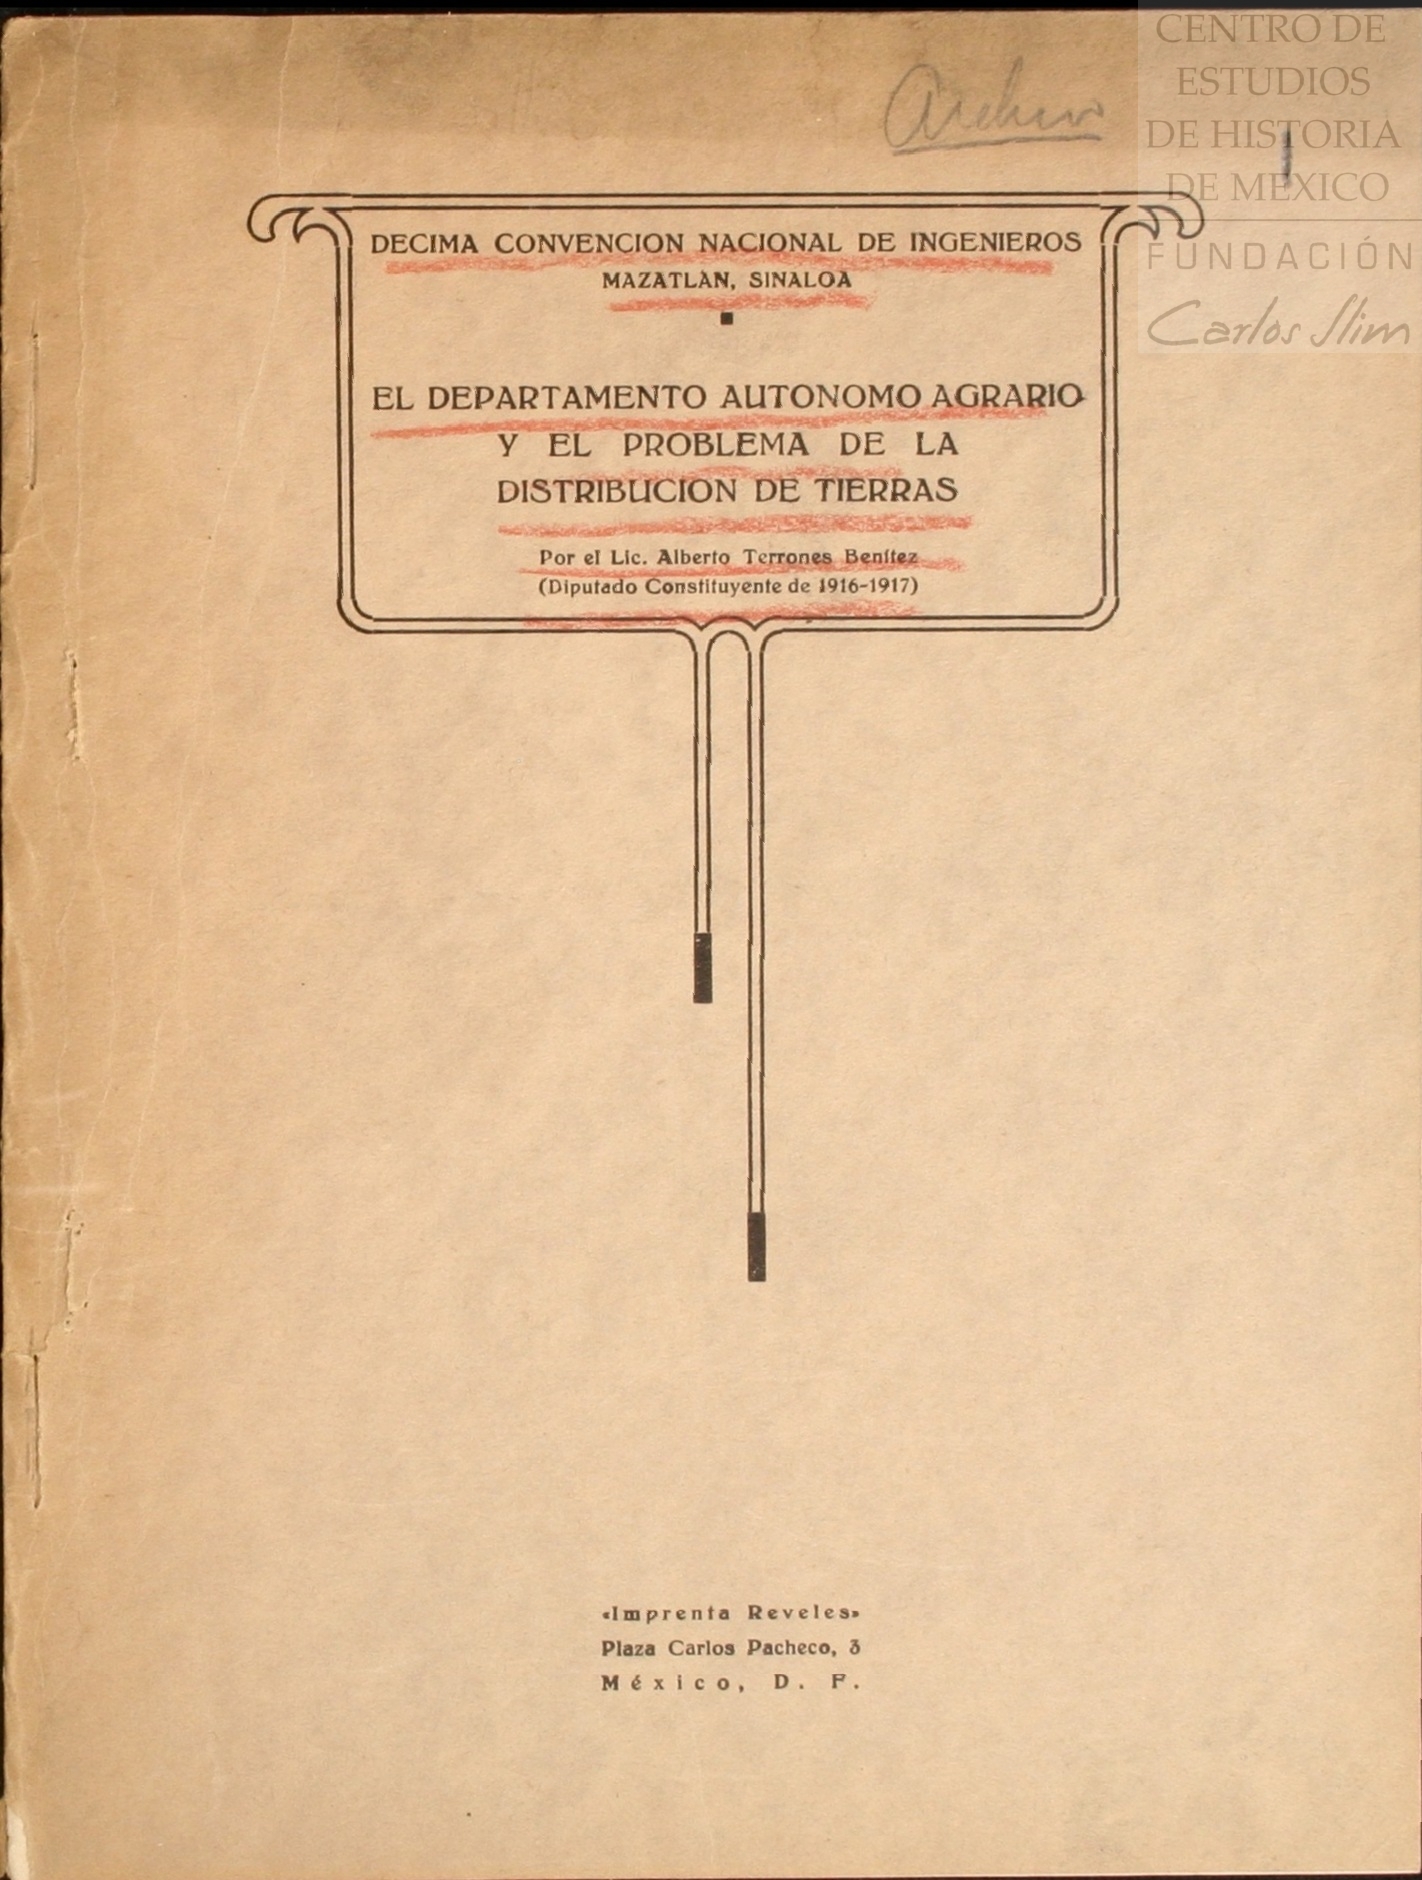 CENTRO DE
ESTUDIOS
DE HISTORIA
DE MÉXICO
FUNDACIÓN
Carlos Slim
Archivo
DECIMA CONVENCION NACIONAL DE INGENIEROS
MAZATLAN, SINALOA
EL DEPARTAMENTO AUTONOMO AGRARIO
Y EL PROBLEMA DE LA
DISTRIBUCION DE TIERRAS
Por el Lic. Alberto Terrones Benítez
(Diputado Constituyente de 1916-1917)
«Imprenta Reveles»
Plaza Carlos Pacheco, 3
México, D. F.